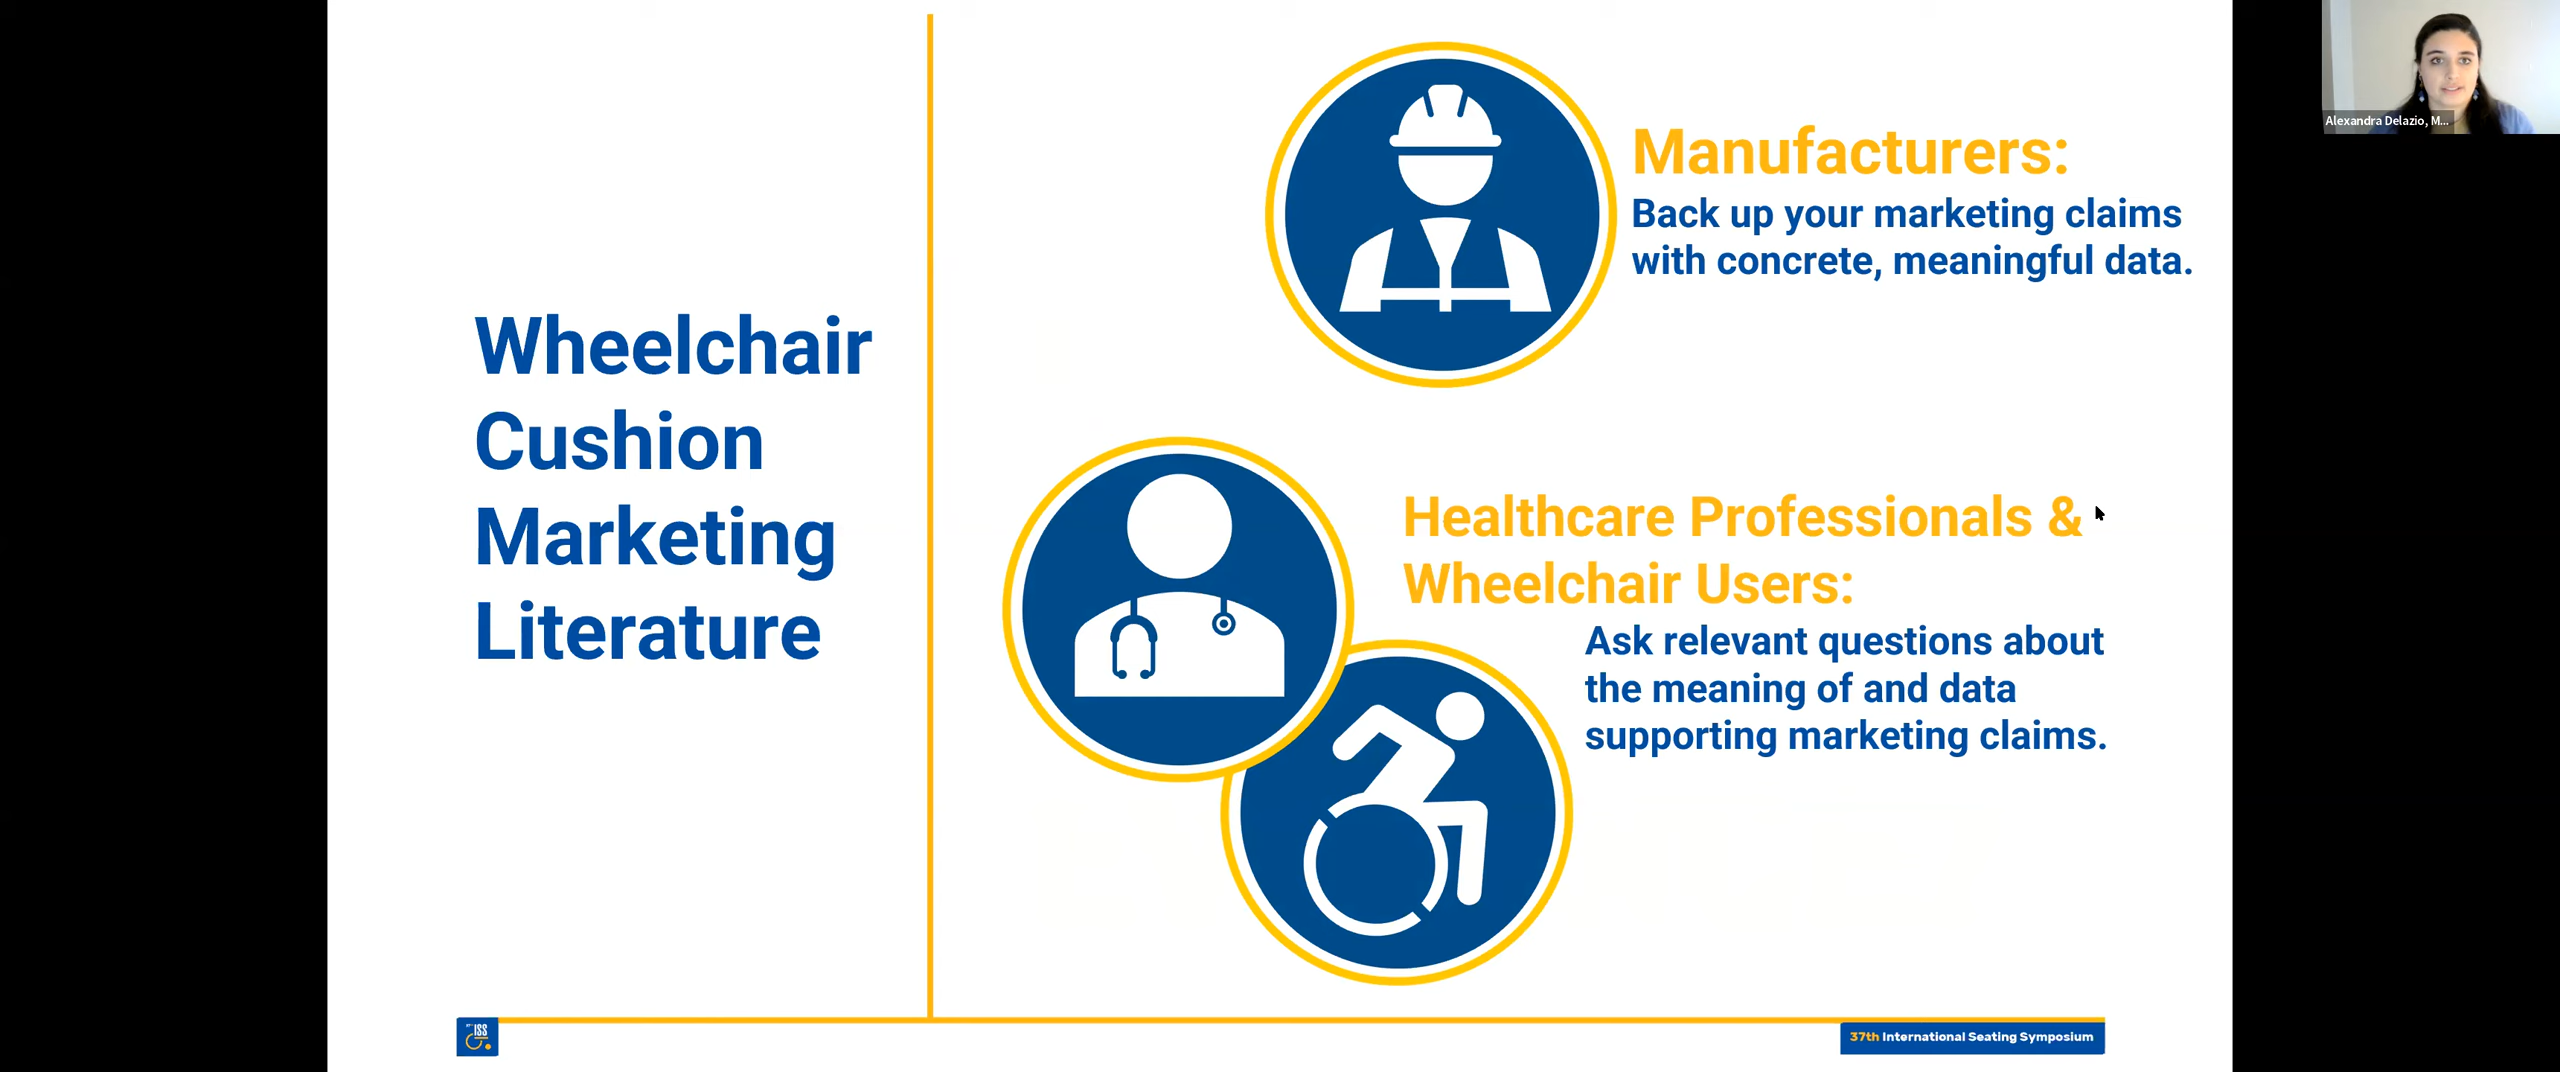 Wheelchair
Cushion
Marketing
Literature
Manufacturers:
Back up your marketing claims
with concrete, meaningful data.
Healthcare Professionals &
Wheelchair Users:
Ask relevant questions about
the meaning of and data
supporting marketing claims.
Alexandra Delazio, M...
ISS
37th International Seating Symposium